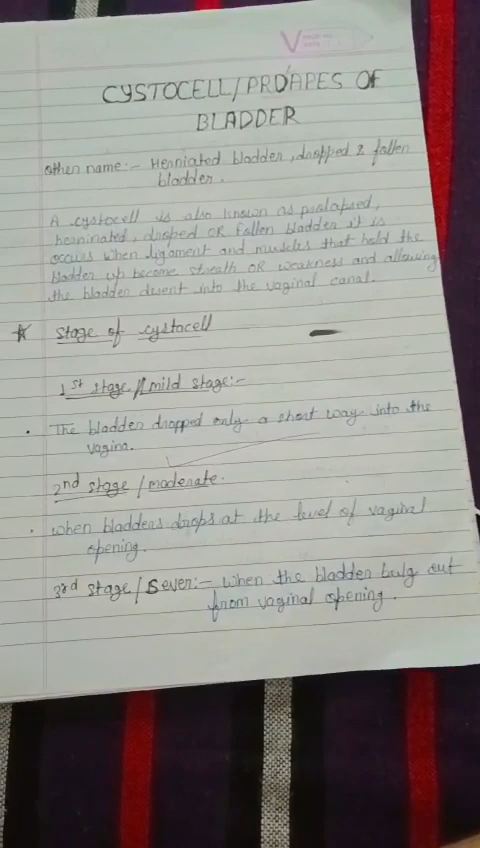 CYSTOCELL/PROAPES OF
BLADDER
other name:- Herniated bladder, dropped & fallen
bladder.
A cystocell is also known as prolapsed,
herninated, droped OR fallen bladder it is
occurs when ligament and muscles that hold the
bladder up become streath OR weakness and allowing
the bladder desent into the vaginal canal.
☆ Stage of cystocell
1st stage/mild stage:-
• The bladder dropped only a short way into the
vagina.
2nd stage/moderate.
• when bladders drops at the level of vaginal
opening.
3rd stage/Sever:- when the bladder bulg out
from vaginal opening.